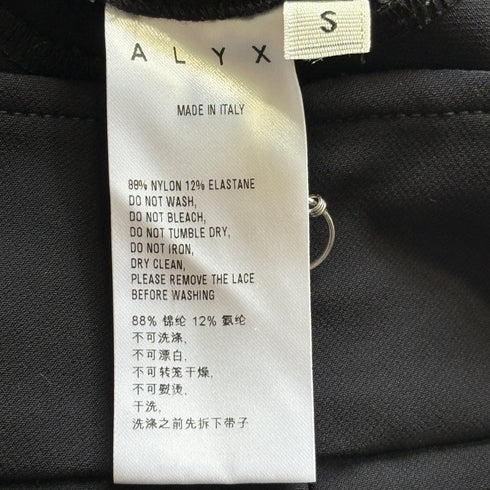 ALYX
S
MADE IN ITALY
88% NYLON 12% ELASTANE
DO NOT WASH,
DO NOT BLEACH,
DO NOT TUMBLE DRY,
DO NOT IRON,
DRY CLEAN,
PLEASE REMOVE THE LACE
BEFORE WASHING
88% 锦纶 12% 氨纶
不可洗涤,
不可漂白,
不可转笼干燥,
不可熨烫,
干洗,
洗涤之前先拆下带子